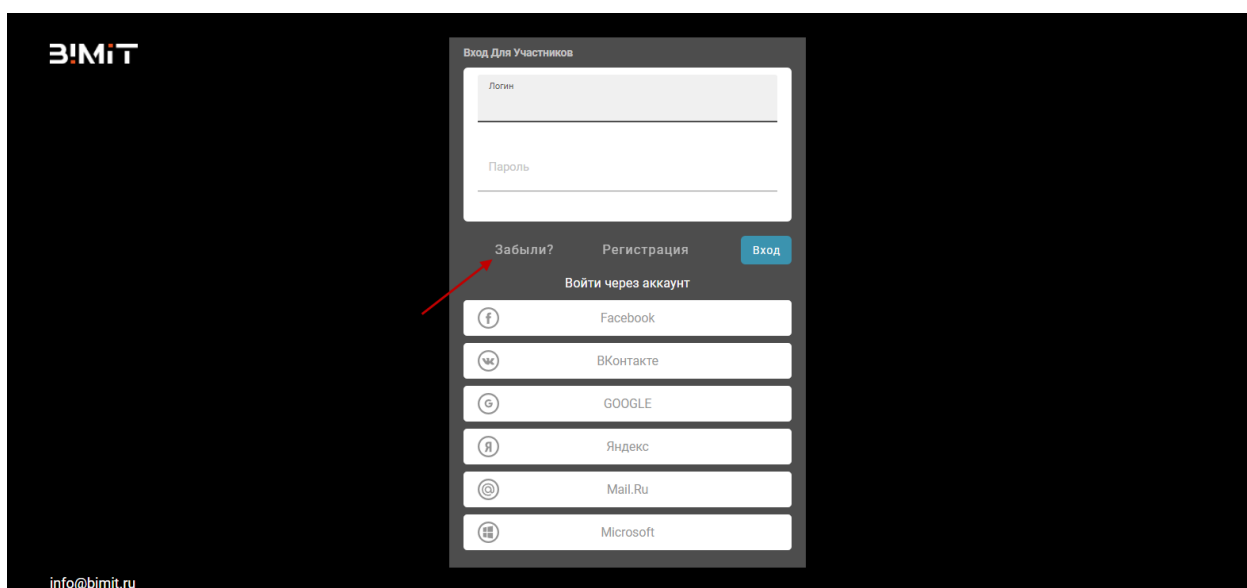 B!MiT
Вход Для Участников
Логин
Пароль
Забыли? Регистрация Вход
Войти через аккаунт
Facebook
ВКонтакте
GOOGLE
Яндекс
Mail.Ru
Microsoft
info@bimit.ru